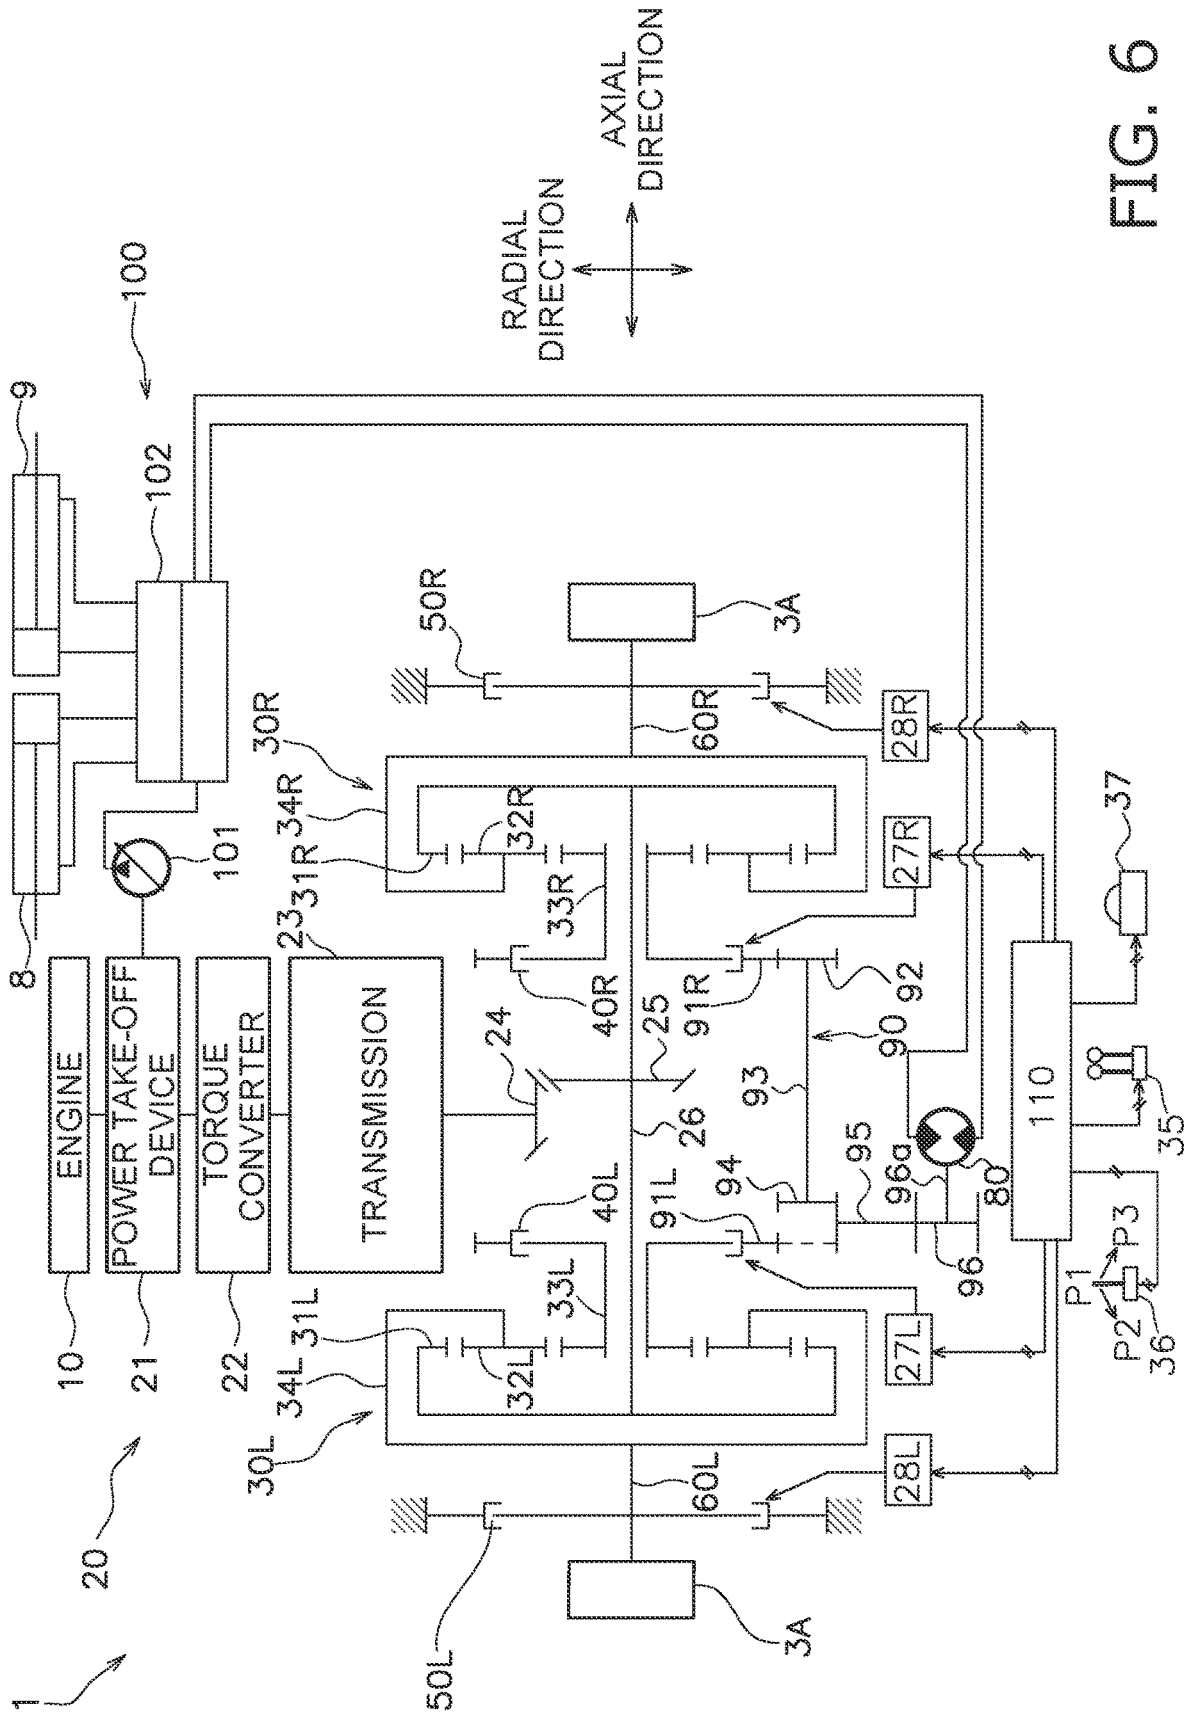 1
20
10
21
22
ENGINE
POWER TAKE-OFF
DEVICE
TORQUE
CONVERTER
TRANSMISSION
8
9
101
102
100
RADIAL
DIRECTION
AXIAL
DIRECTION
23
24
25
26
30L
34L
31L
32L
33L
40L
30R
34R
31R
32R
33R
40R
50L
60L
3A
50R
60R
3A
91L
91R
92
90
93
94
95
96
96a
80
27L
28L
27R
28R
110
P1
P2
P3
36
35
37
FIG. 6